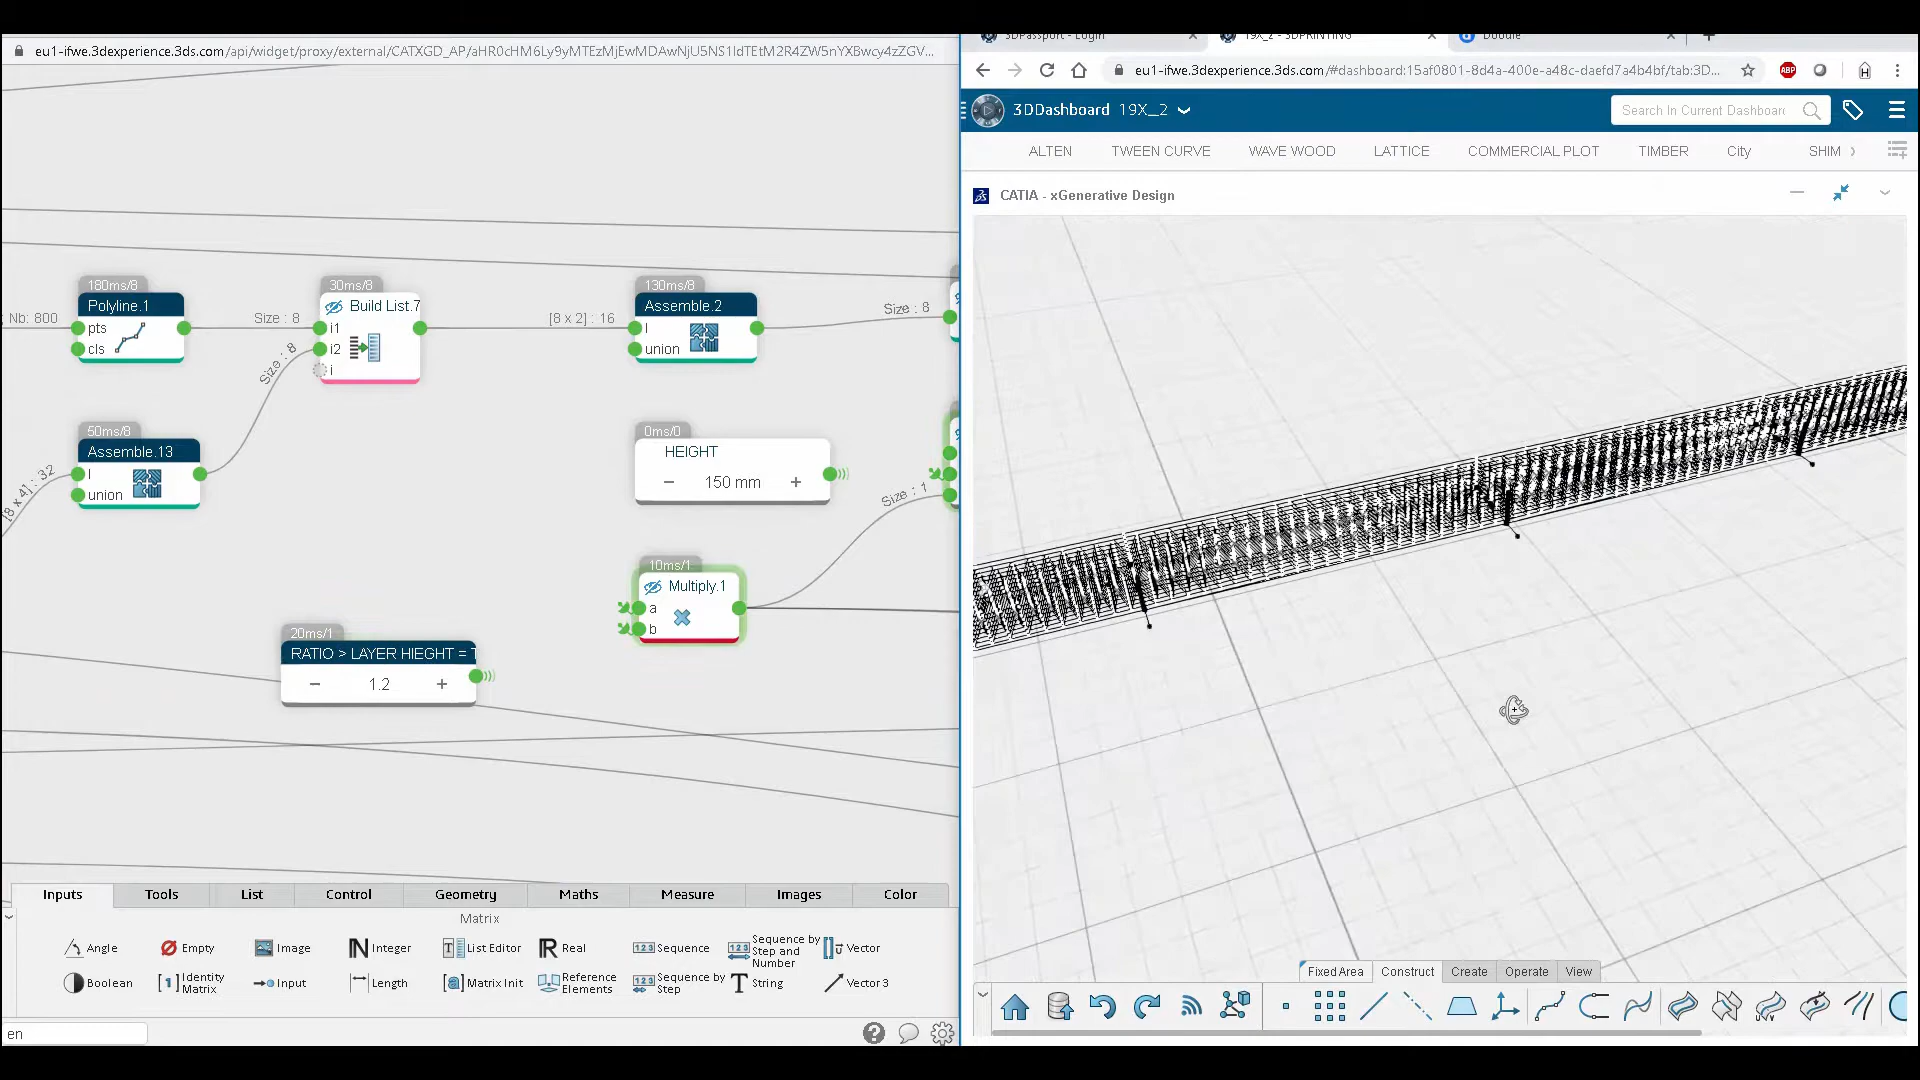 eu1-ifwe.3dexperience.3ds.com/api/widget/proxy/external/CATXGD_AP/aHR0cHM6Ly9yMTEzMjEwMDAwNjU5NS1ldTEtM2R4ZW5nYXBwcy4zZGV...
3DPassport - Login
19X_2 - 3DPRINTING
Doodle
eu1-ifwe.3dexperience.3ds.com/#dashboard:15af0801-8d4a-400e-a48c-daefd7a4b4bf/tab:3D...
ABP
3DDashboard 19X_2
Search In Current Dashboard
ALTEN TWEEN CURVE WAVE WOOD LATTICE COMMERCIAL PLOT TIMBER City SHIM
CATIA - xGenerative Design
180ms/8
Polyline.1
pts
cls
Nb: 800
Size : 8
30ms/8
Build List.7
i1
i2
i
Size : 8
[8 x 2] : 16
130ms/8
Assemble.2
l
union
Size : 8
50ms/8
Assemble.13
l
union
[8 x 4] : 32
0ms/0
HEIGHT
− 150 mm +
Size : 1
10ms/1
Multiply.1
a
b
20ms/1
RATIO > LAYER HIEGHT = T
− 1.2 +
Inputs Tools List Control Geometry Maths Measure Images Color
Matrix
Angle Empty Image Integer List Editor Real Sequence Sequence by Step and Number Vector
Boolean Identity Matrix Input Length Matrix Init Reference Elements Sequence by Step String Vector 3
en
Fixed Area Construct Create Operate View